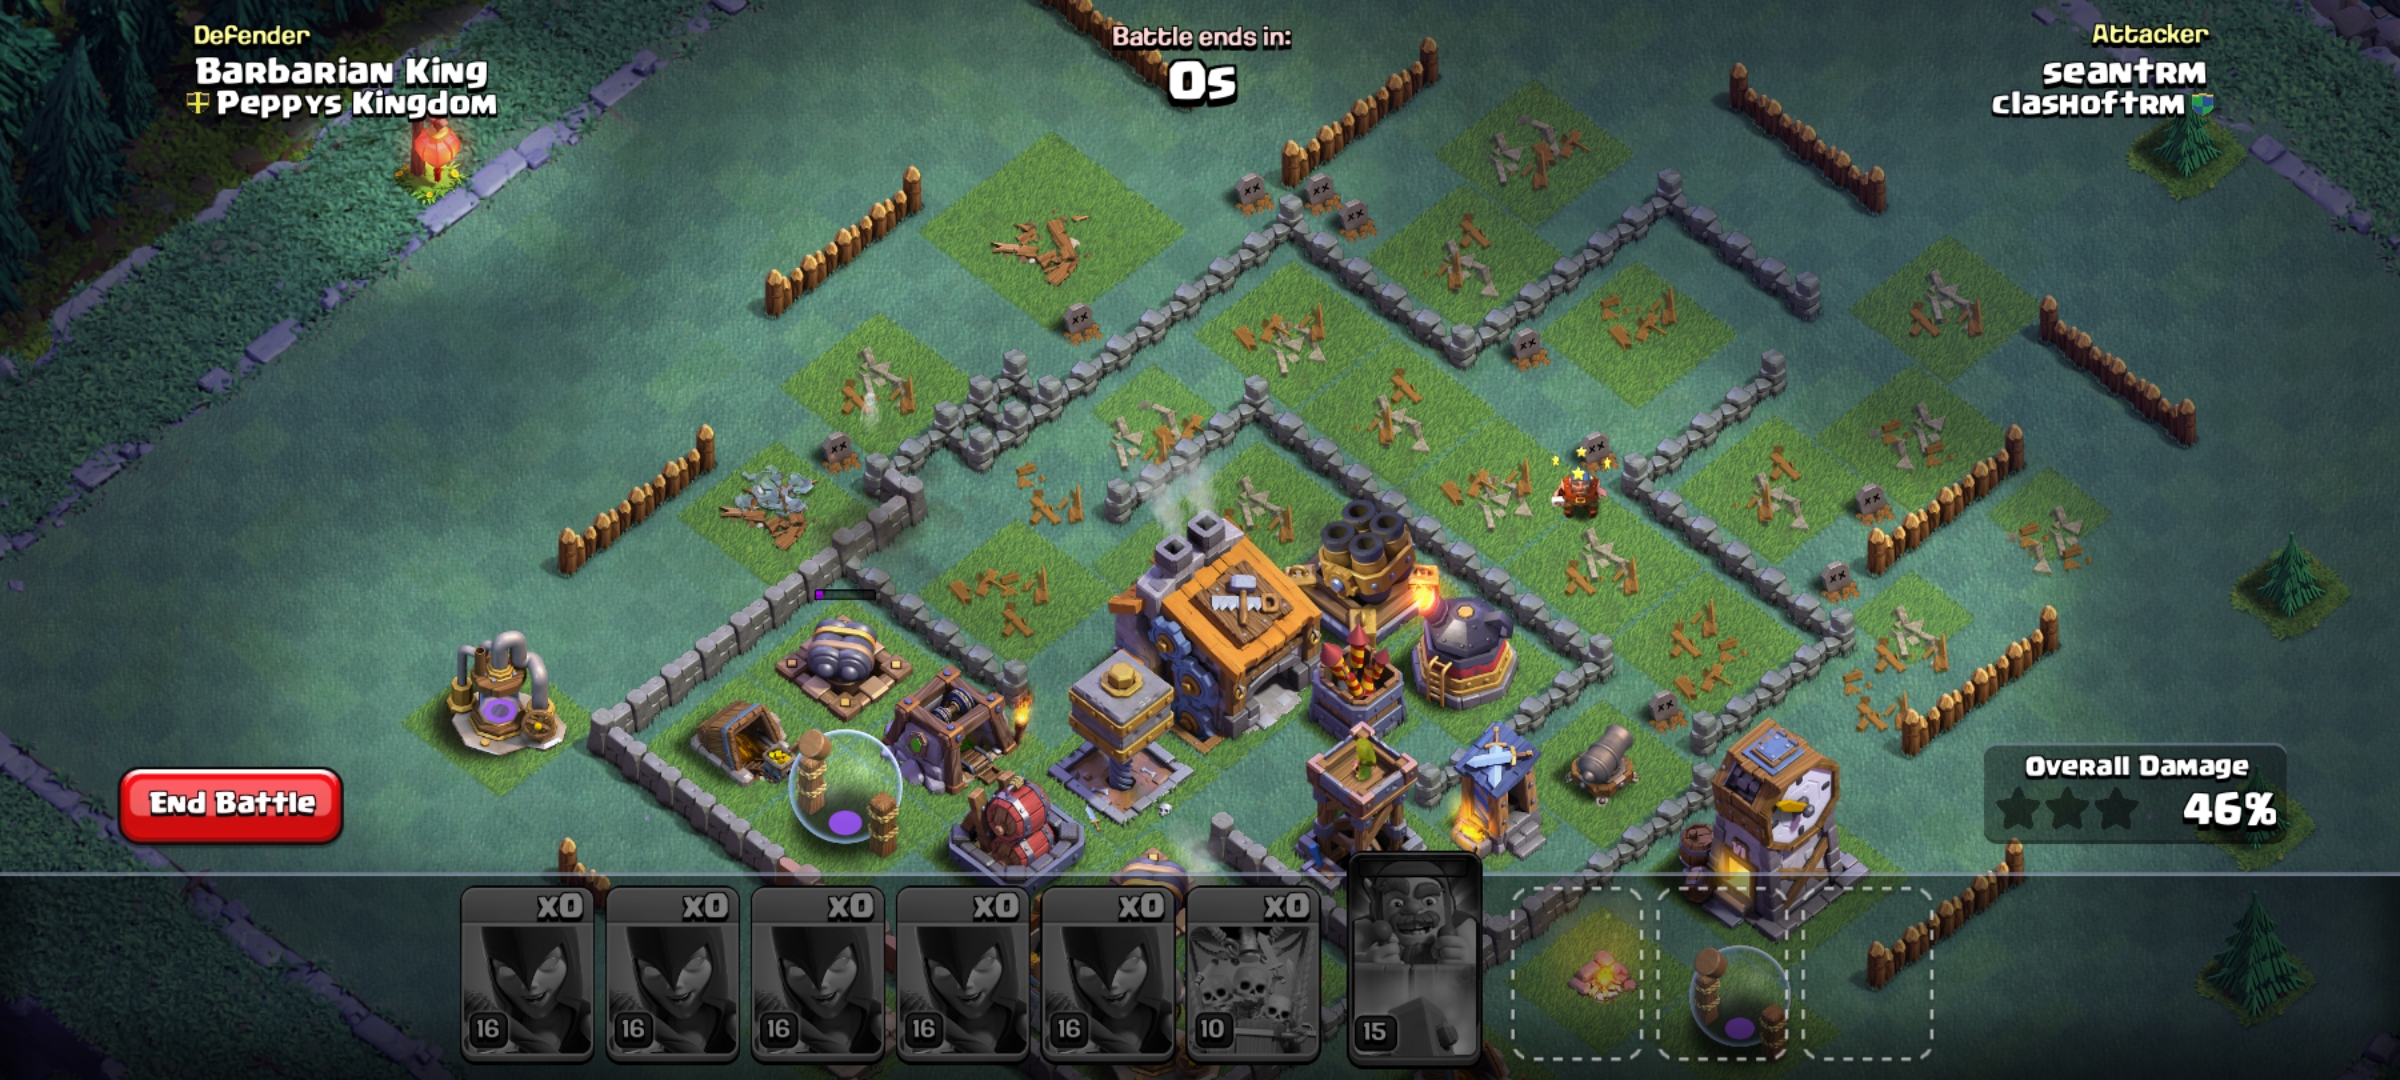 Defender
Barbarian King
Peppys Kingdom
Battle ends in:
0s
Attacker
seantRM
clashoftRM
End Battle
Overall Damage
46%
x0
x0
x0
x0
x0
x0
16
16
16
16
16
10
15